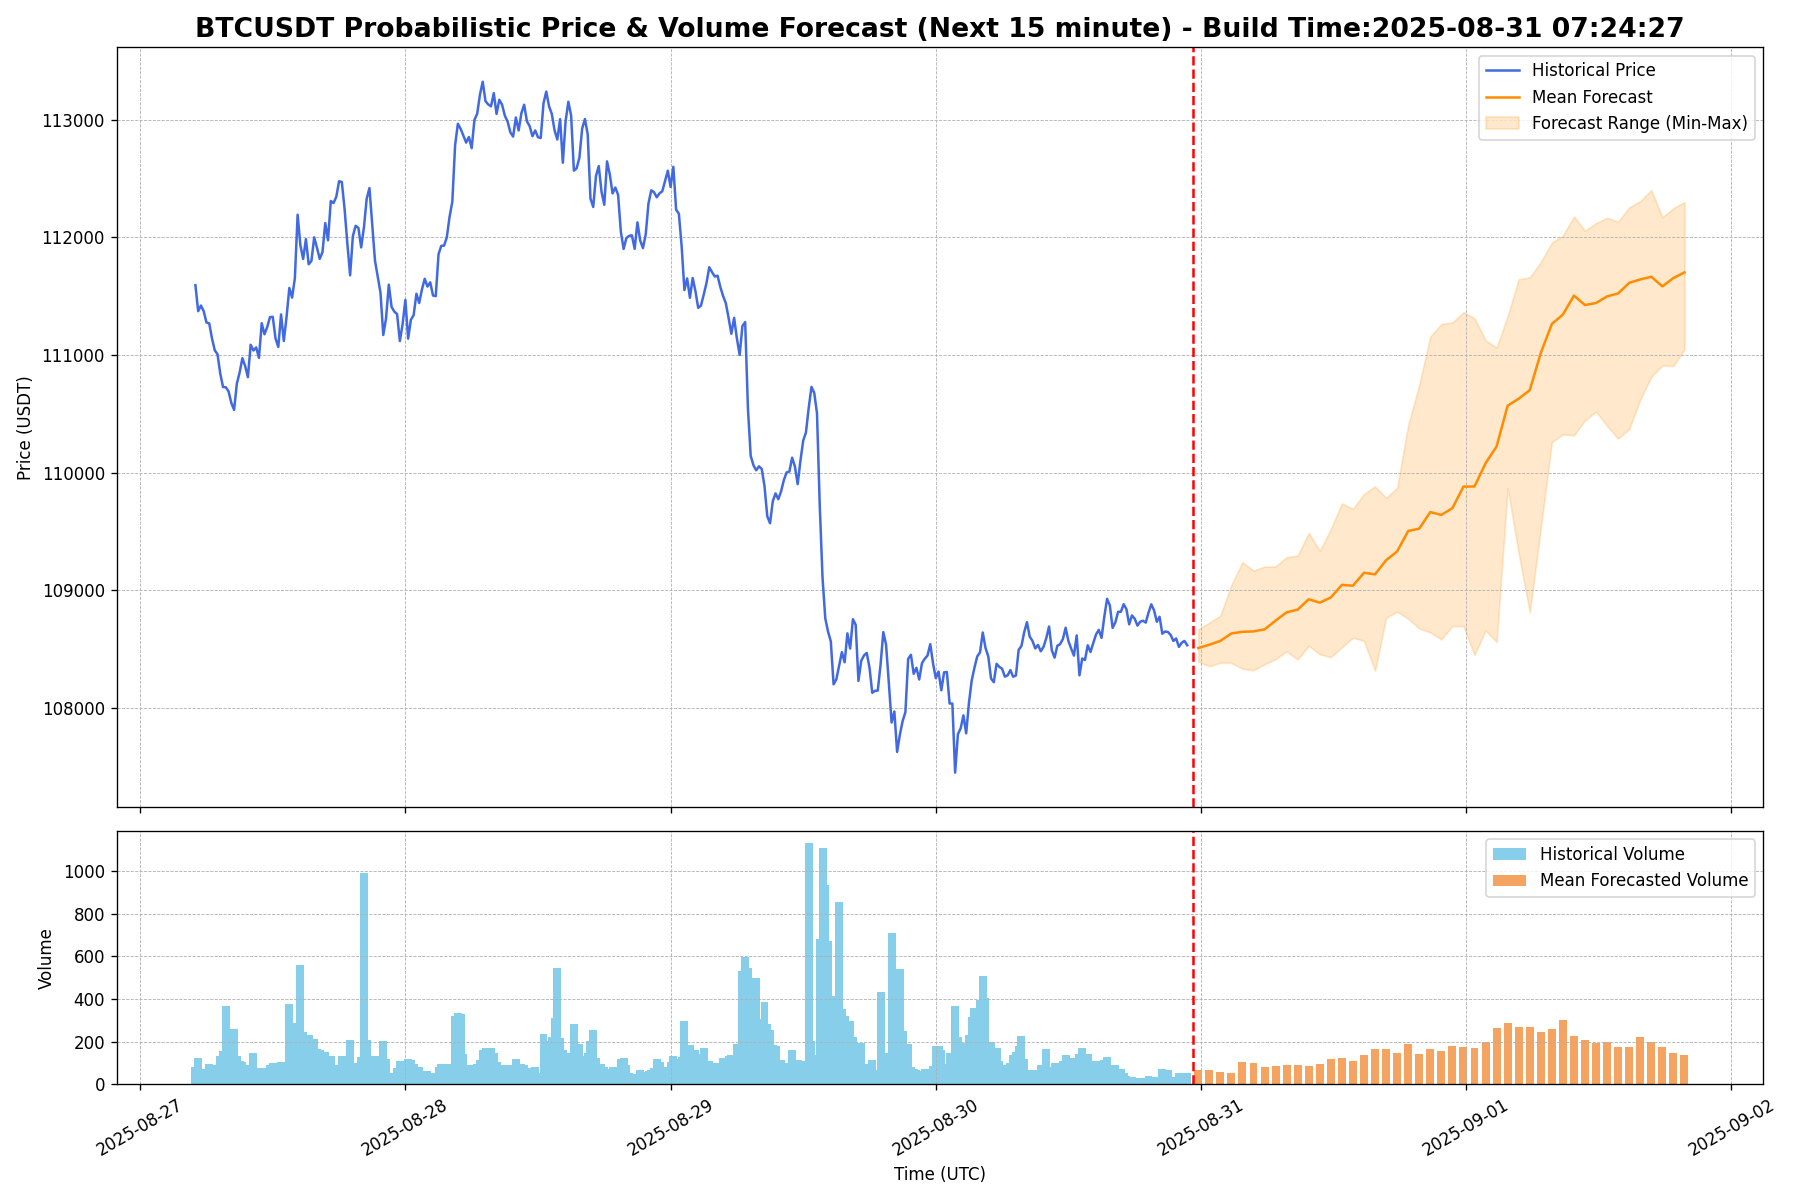 BTCUSDT Probabilistic Price & Volume Forecast (Next 15 minute) - Build Time:2025-08-31 07:24:27
Historical Price
Mean Forecast
Forecast Range (Min-Max)
113000
112000
111000
110000
109000
108000
Price (USDT)
Historical Volume
Mean Forecasted Volume
1000
800
600
400
200
0
Volume
2025-08-27
2025-08-28
2025-08-29
2025-08-30
2025-08-31
2025-09-01
2025-09-02
Time (UTC)